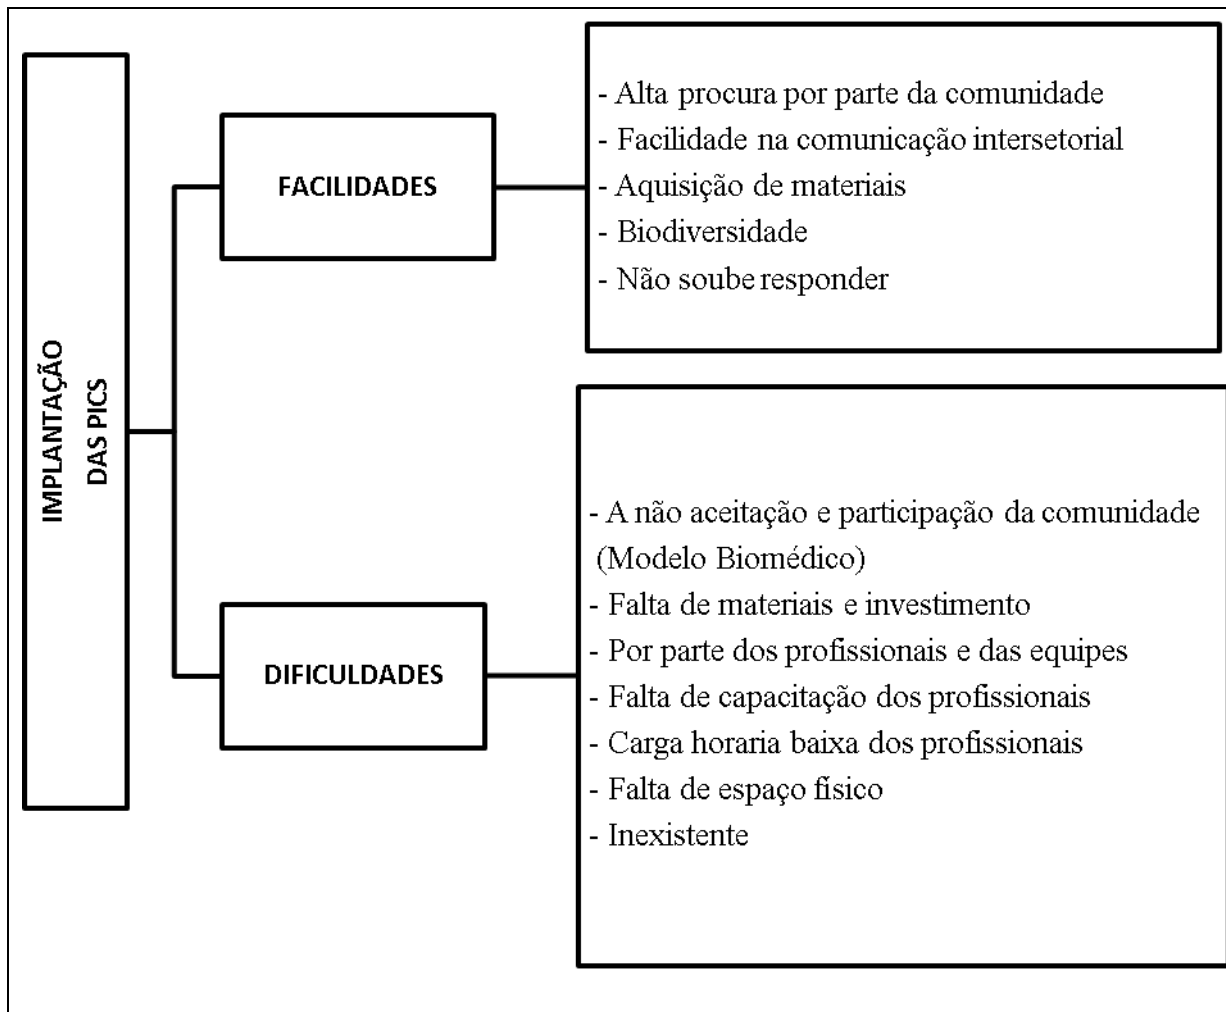 IMPLANTAÇÃO
DAS PICS
FACILIDADES
- Alta procura por parte da comunidade
- Facilidade na comunicação intersetorial
- Aquisição de materiais
- Biodiversidade
- Não soube responder
DIFICULDADES
- A não aceitação e participação da comunidade
(Modelo Biomédico)
- Falta de materiais e investimento
- Por parte dos profissionais e das equipes
- Falta de capacitação dos profissionais
- Carga horaria baixa dos profissionais
- Falta de espaço físico
- Inexistente